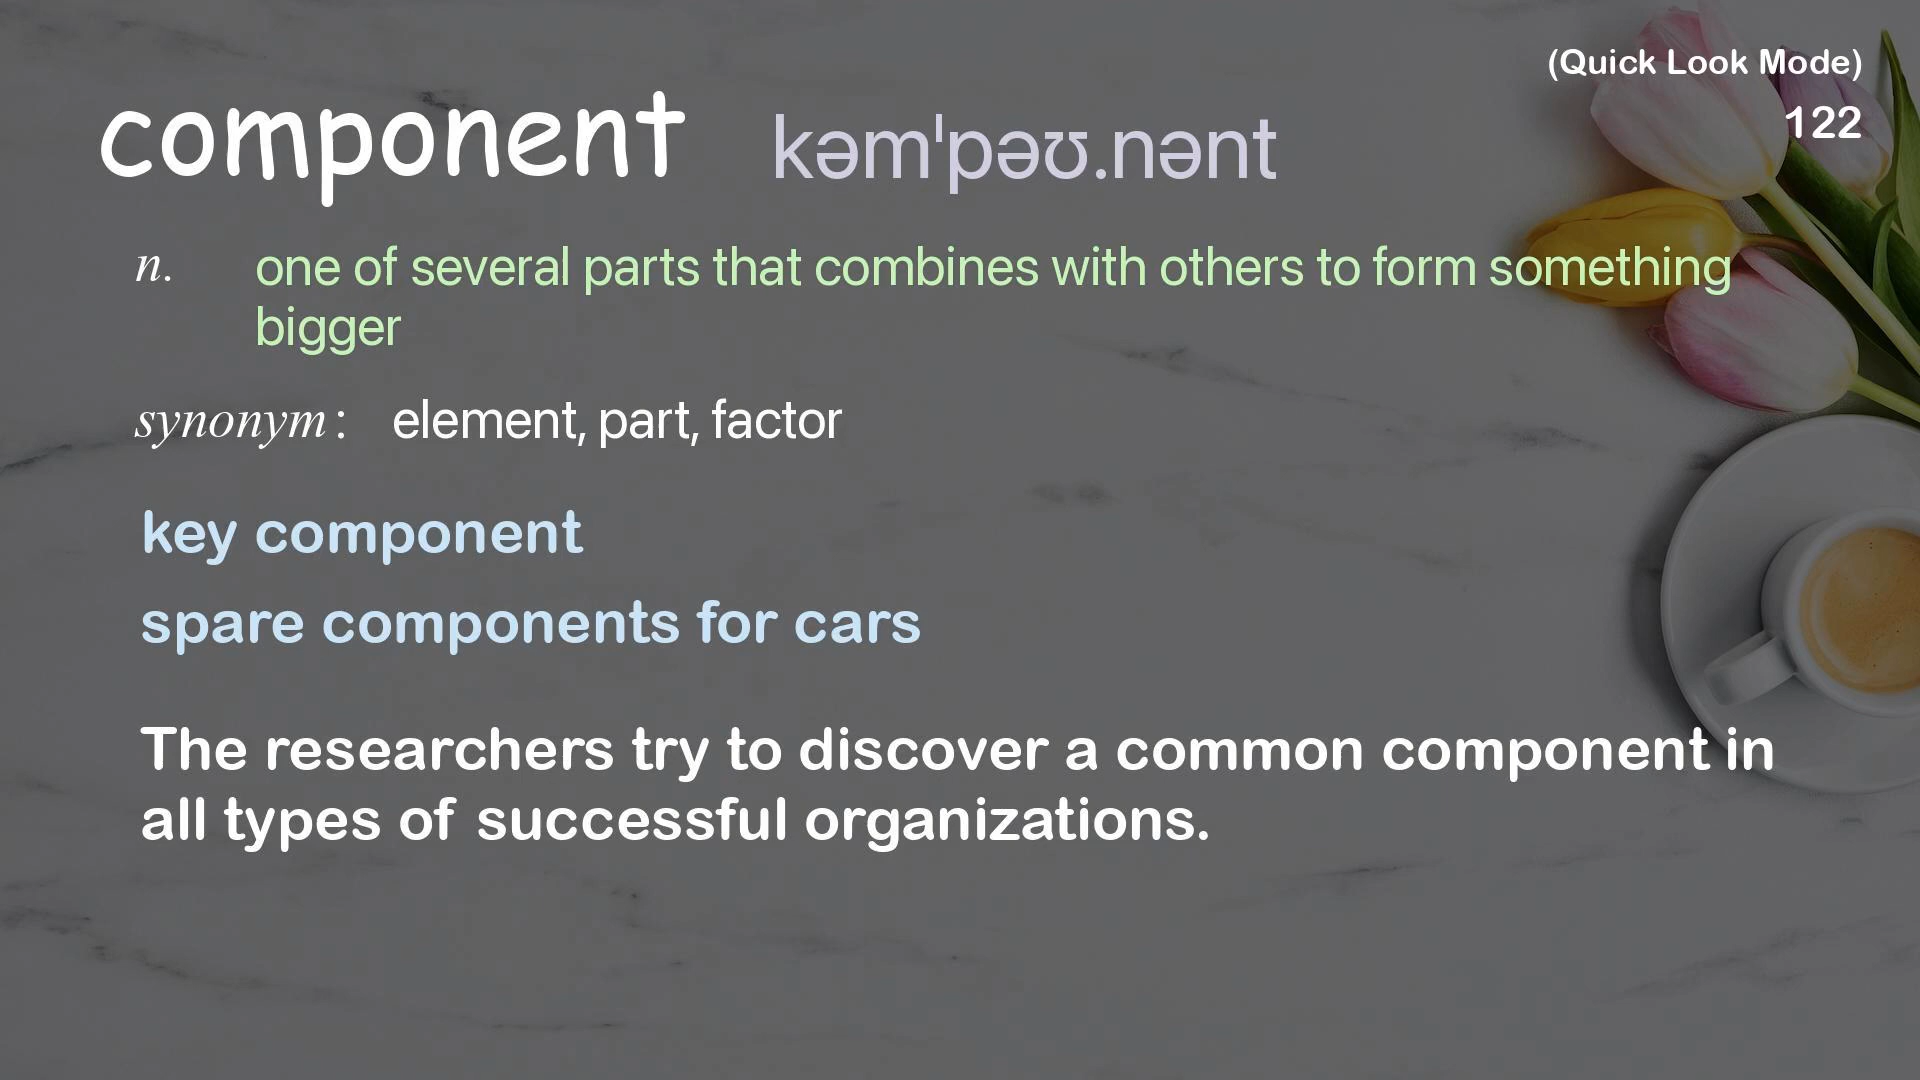 (Quick Look Mode)
122
component kəmˈpəʊ.nənt
n. one of several parts that combines with others to form something
bigger
synonym: element, part, factor
key component
spare components for cars
The researchers try to discover a common component in
all types of successful organizations.